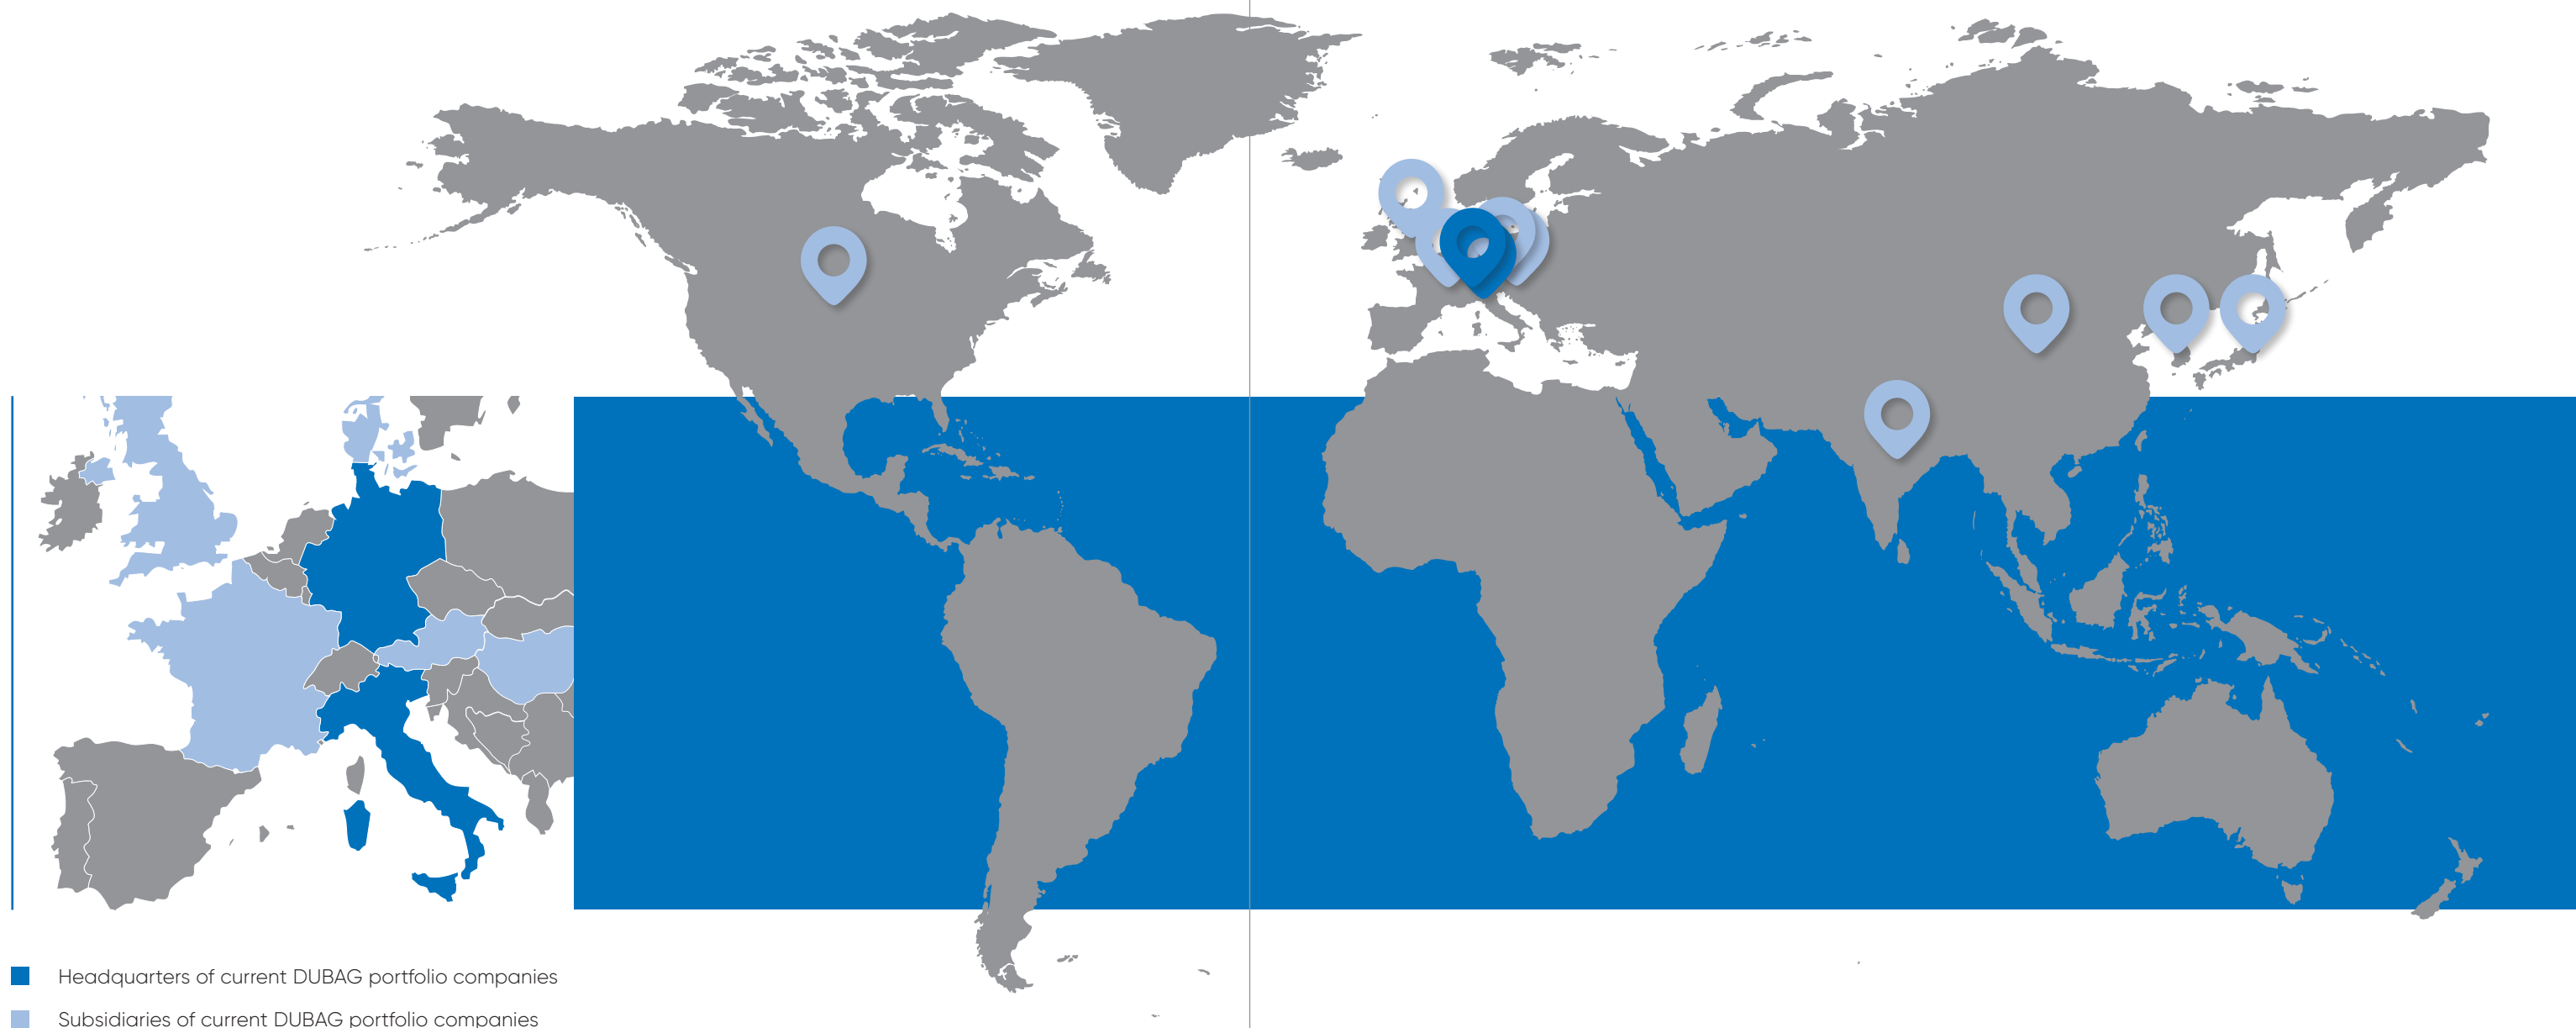 Headquarters of current DUBAG portfolio companies
Subsidiaries of current DUBAG portfolio companies